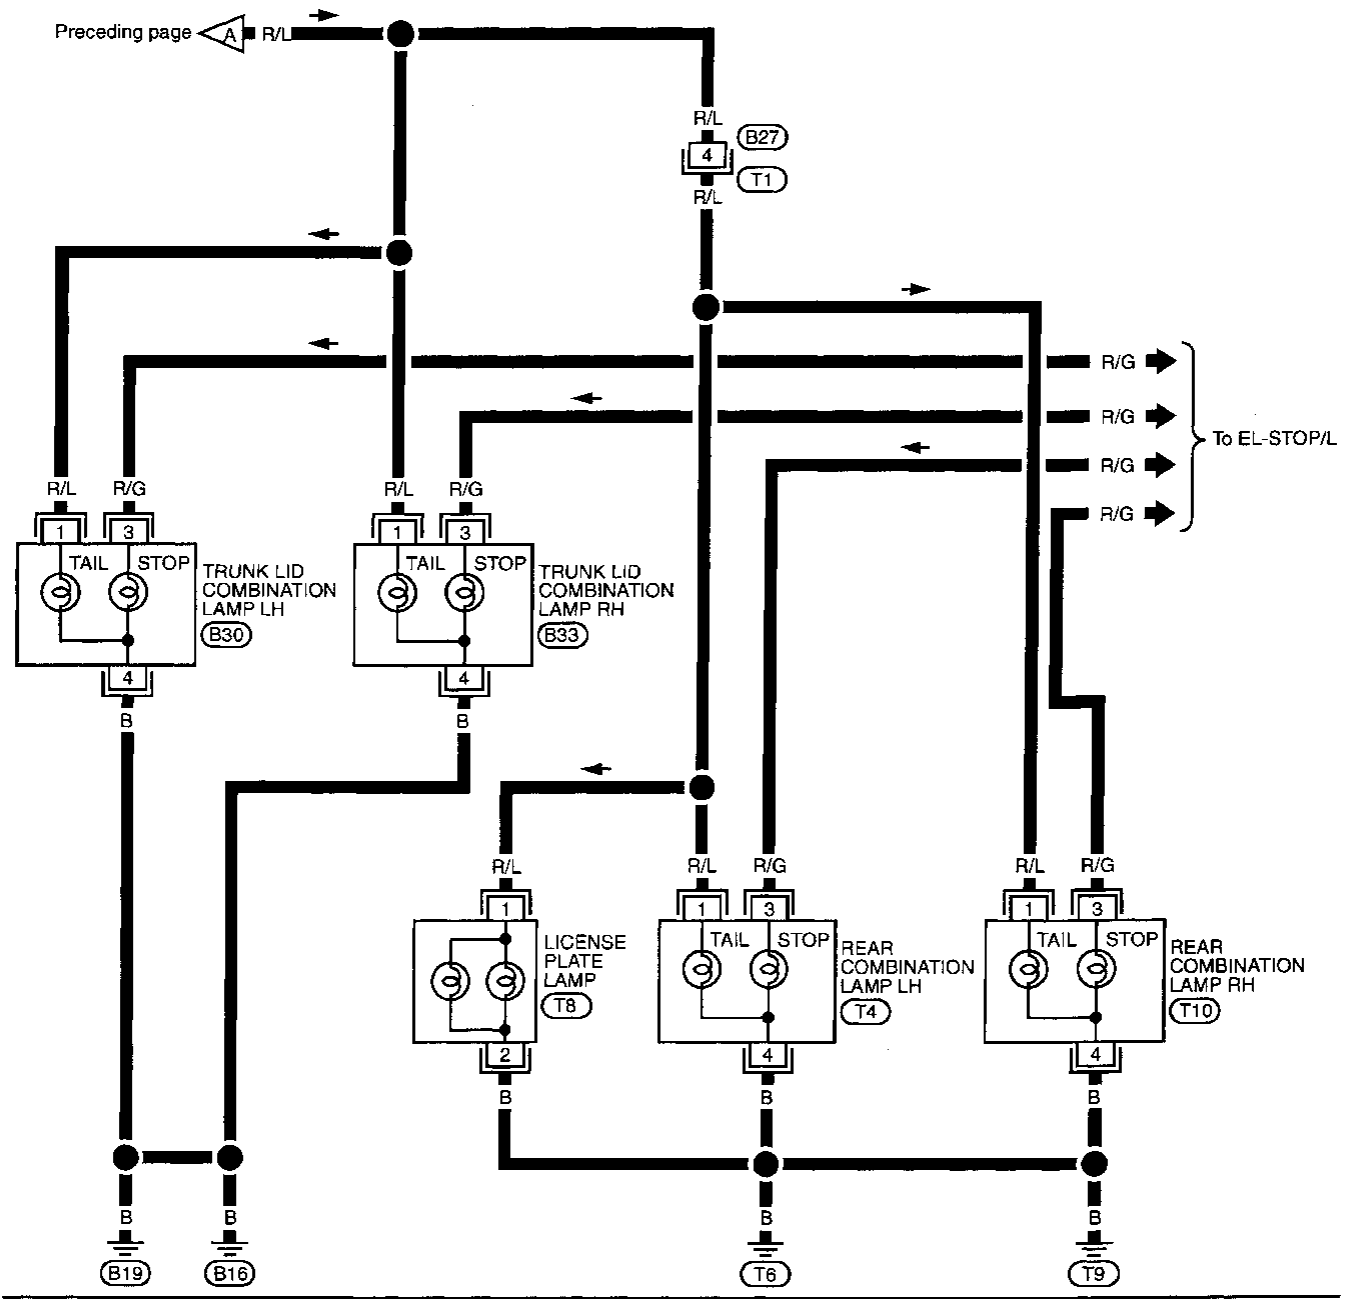 Preceding page A R/L
R/L
B27
4
T1
R/L
R/G
R/G
To EL-STOP/L
R/G
R/G
R/L R/G R/L R/G
1 3 1 3
TAIL STOP
TRUNK LID
COMBINATION
LAMP LH
B30
TAIL STOP
TRUNK LID
COMBINATION
LAMP RH
B33
4 4
B B
R/L R/L R/G R/L R/G
1 1 3 1 3
LICENSE
PLATE
LAMP
T8
TAIL STOP
REAR
COMBINATION
LAMP LH
T4
TAIL STOP
REAR
COMBINATION
LAMP RH
T10
2 4 4
B B B
B B B B
B19 B16 T6 T9